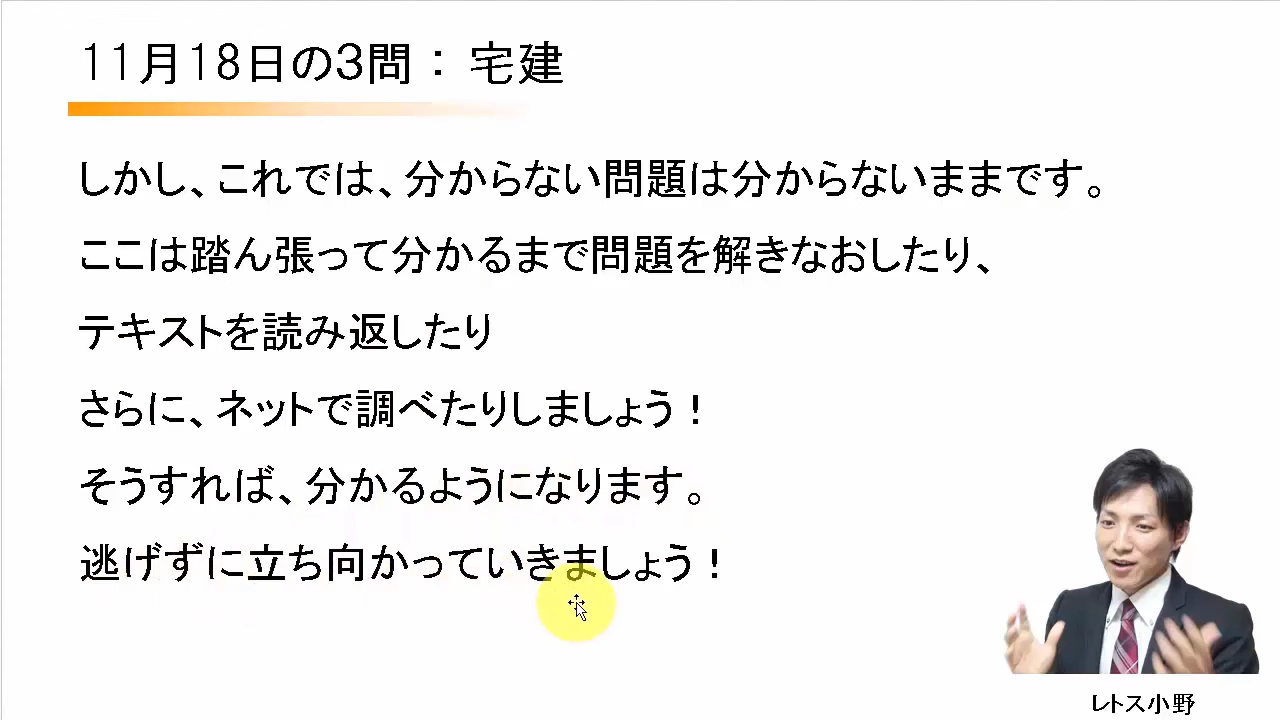 11月18日の3問：宅建
しかし、これでは、分からない問題は分からないままです。
ここは踏ん張って分かるまで問題を解きなおしたり、
テキストを読み返したり
さらに、ネットで調べたりしましょう！
そうすれば、分かるようになります。
逃げずに立ち向かっていきましょう！
レトス小野